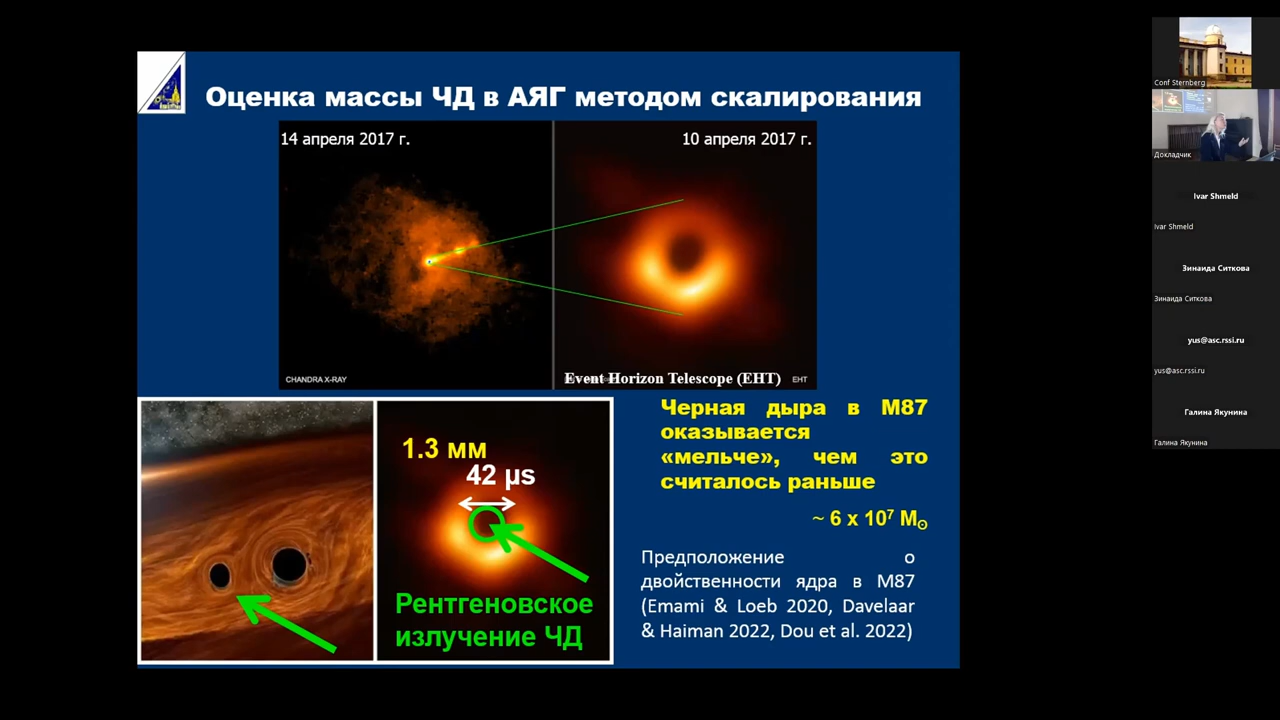 Оценка массы ЧД в АЯГ методом скалирования
14 апреля 2017 г.
10 апреля 2017 г.
CHANDRA X-RAY
Event Horizon Telescope (EHT)
EHT
1.3 мм
42 µs
Рентгеновское
излучение ЧД
Черная дыра в М87
оказывается
«мельче», чем это
считалось раньше
~ 6 x 10⁷ M⊙
Предположение о
двойственности ядра в М87
(Emami & Loeb 2020, Davelaar
& Haiman 2022, Dou et al. 2022)
Conf Sternberg
Докладчик
Ivar Shmeld
Ivar Shmeld
Зинаида Ситкова
Зинаида Ситкова
yus@asc.rssi.ru
yus@asc.rssi.ru
Галина Якунина
Галина Якунина